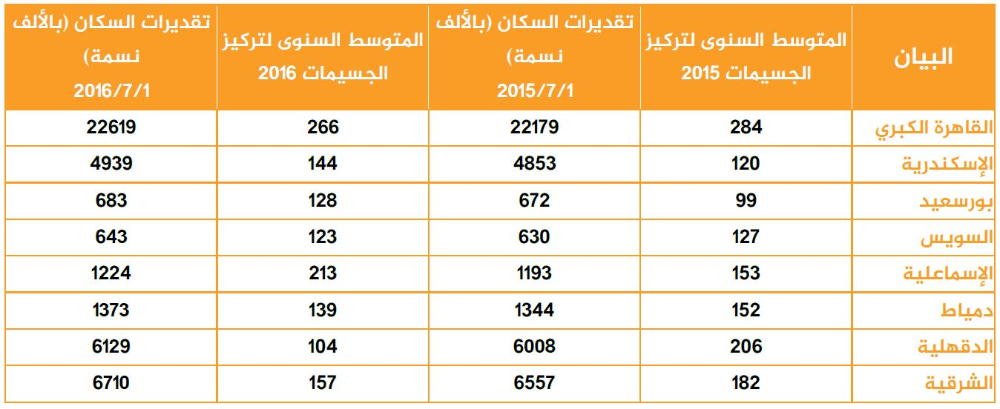 البيان
المتوسط السنوى لتركيز
الجسيمات 2015
تقديرات السكان (بالألف
نسمة)
2015/7/1
المتوسط السنوى لتركيز
الجسيمات 2016
تقديرات السكان (بالألف
نسمة)
2016/7/1
القاهرة الكبري 284 22179 266 22619
الإسكندرية 120 4853 144 4939
بورسعيد 99 672 128 683
السويس 127 630 123 643
الإسماعلية 153 1193 213 1224
دمياط 152 1344 139 1373
الدقهلية 206 6008 104 6129
الشرقية 182 6557 157 6710